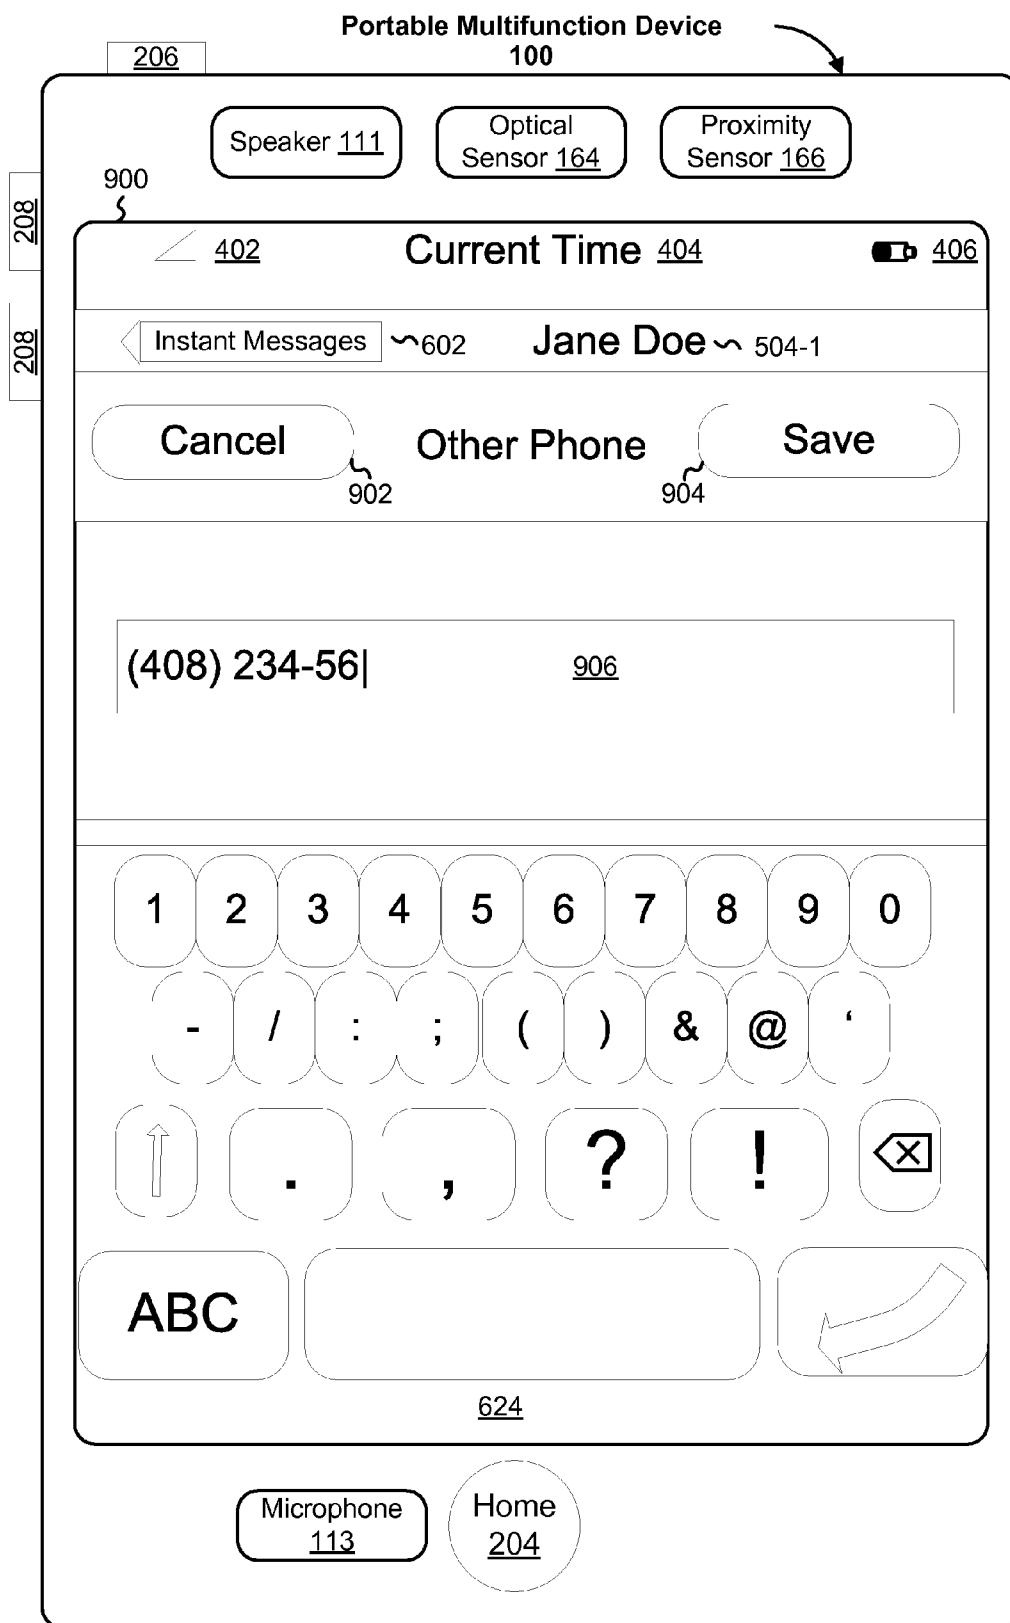 Portable Multifunction Device
100
206
Speaker 111
Optical
Sensor 164
Proximity
Sensor 166
900
208
402
Current Time 404
406
208
Instant Messages
602
Jane Doe
504-1
Cancel
Other Phone
Save
902
904
(408) 234-56|
906
1 2 3 4 5 6 7 8 9 0
- / : ; ( ) & @ ‘
. , ? !
ABC
624
Microphone
113
Home
204